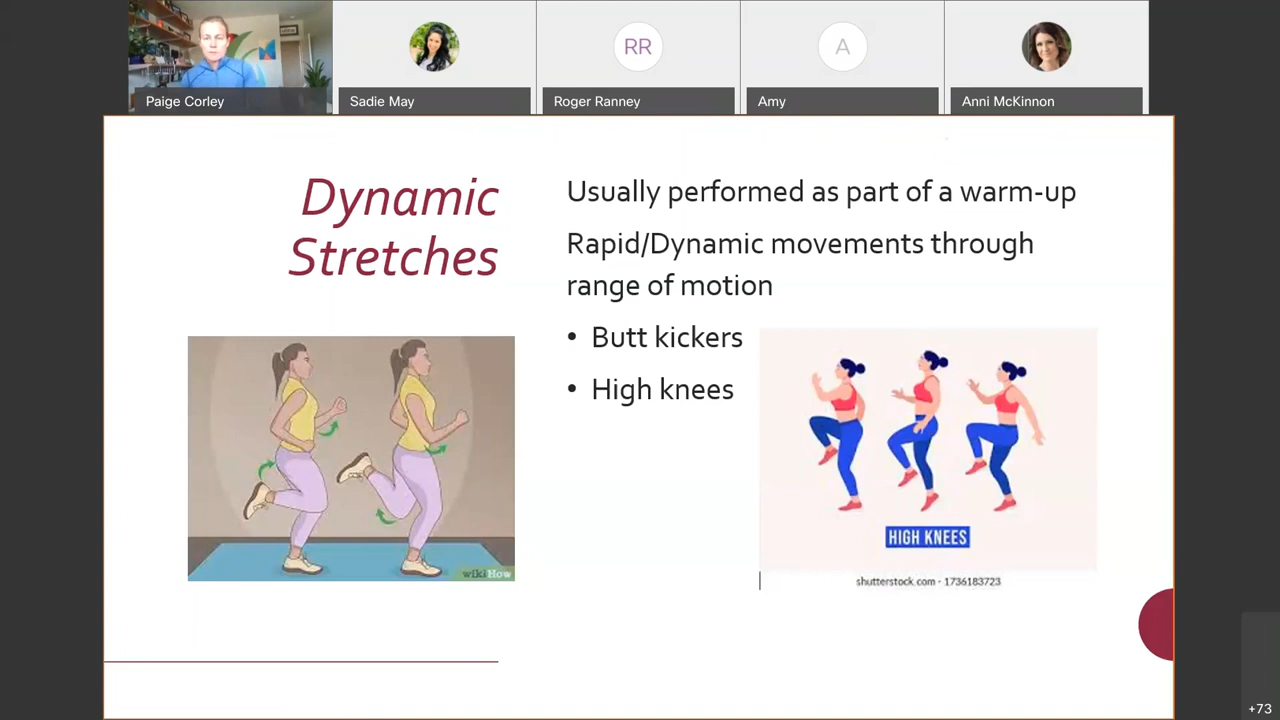 Paige Corley
Sadie May
RR
Roger Ranney
A
Amy
Anni McKinnon
Dynamic
Stretches
Usually performed as part of a warm-up
Rapid/Dynamic movements through
range of motion
• Butt kickers
• High knees
wikiHow
HIGH KNEES
shutterstock.com · 1736183723
+73